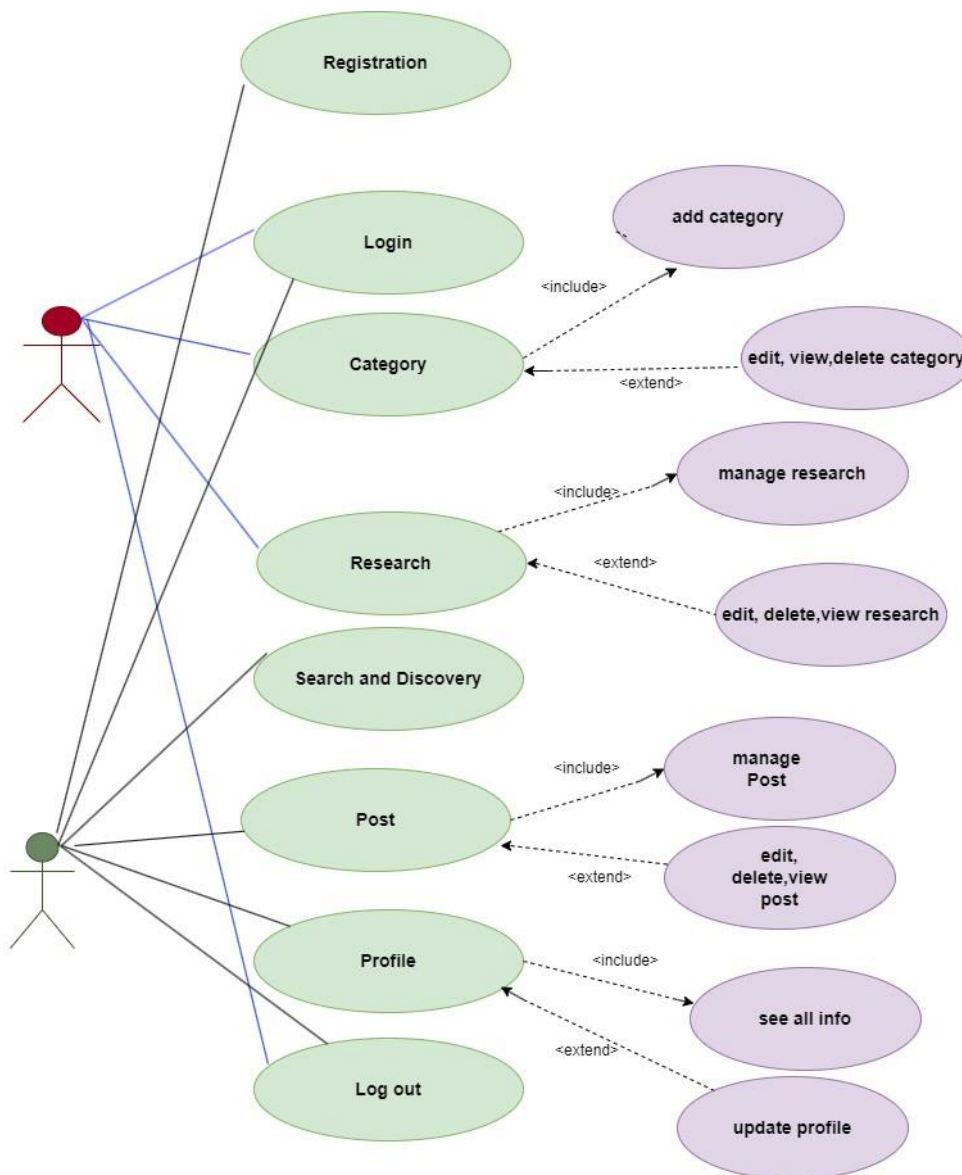 Registration
Login
add category
<include>
Category
edit, view,delete category
<extend>
manage research
<include>
Research
<extend>
edit, delete,view research
Search and Discovery
manage
Post
<include>
Post
edit,
delete,view
post
<extend>
Profile
<include>
see all info
<extend>
Log out
update profile